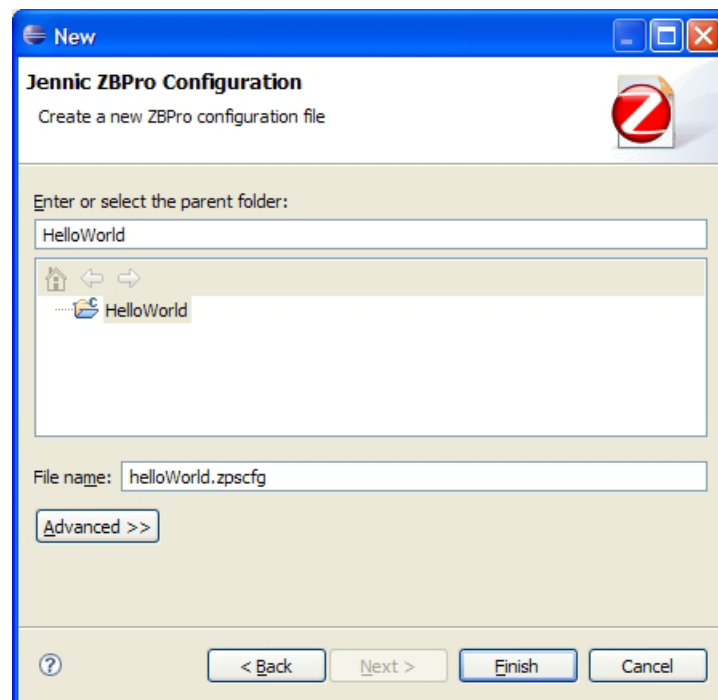 New
Jennic ZBPro Configuration
Create a new ZBPro configuration file
Enter or select the parent folder:
HelloWorld
HelloWorld
File name: helloWorld.zpscfg
Advanced >>
< Back Next > Finish Cancel